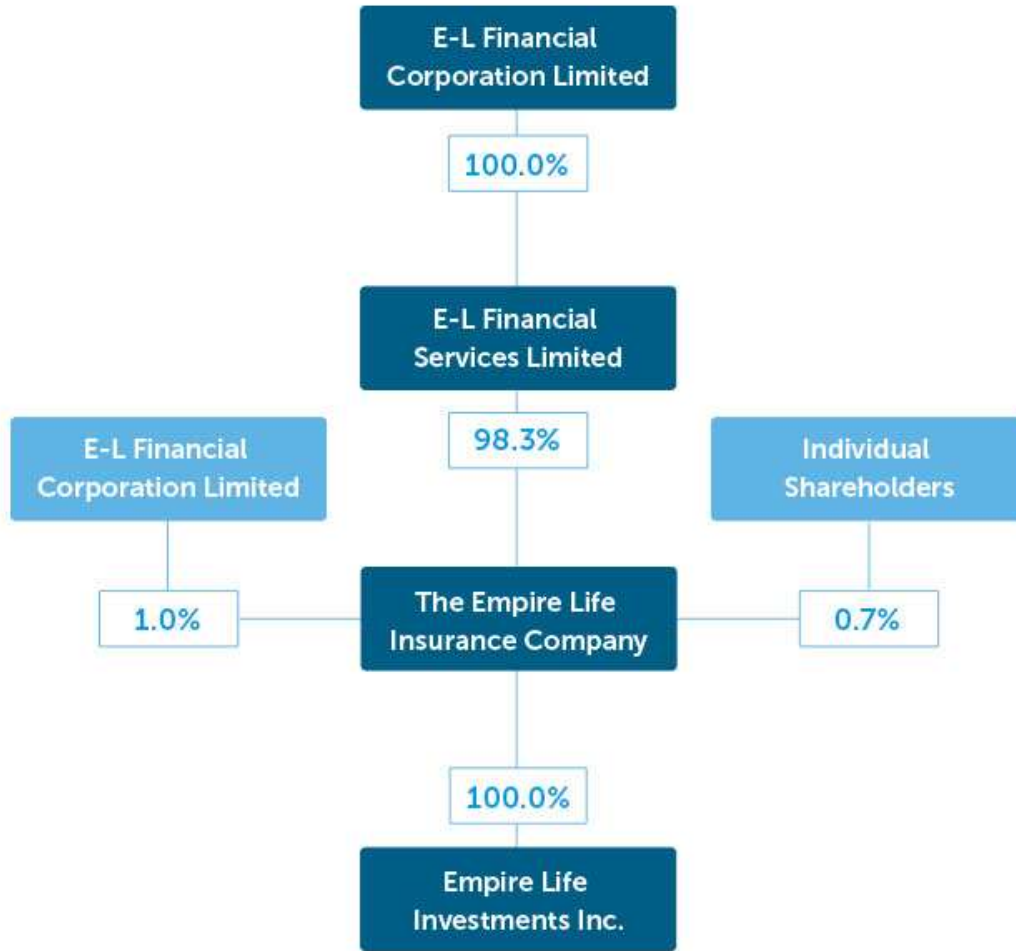 E-L Financial
Corporation Limited
100.0%
E-L Financial
Services Limited
98.3%
E-L Financial
Corporation Limited
Individual
Shareholders
1.0%
The Empire Life
Insurance Company
0.7%
100.0%
Empire Life
Investments Inc.